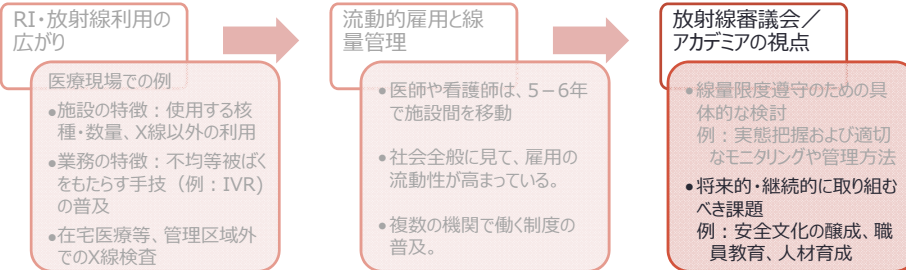 RI・放射線利用の
広がり
医療現場での例
●施設の特徴：使用する核
種・数量、X線以外の利用
●業務の特徴：不均等被ばく
をもたらす手技（例：IVR)
の普及
●在宅医療等、管理区域外
でのX線検査
流動的雇用と線
量管理
●医師や看護師は、５－６年
で施設間を移動
●社会全般に見て、雇用の
流動性が高まっている。
●複数の機関で働く制度の
普及。
放射線審議会／
アカデミアの視点
●線量限度遵守のための具
体的な検討
例：実態把握および適切
なモニタリングや管理方法
●将来的・継続的に取り組む
べき課題
例：安全文化の醸成、職
員教育、人材育成